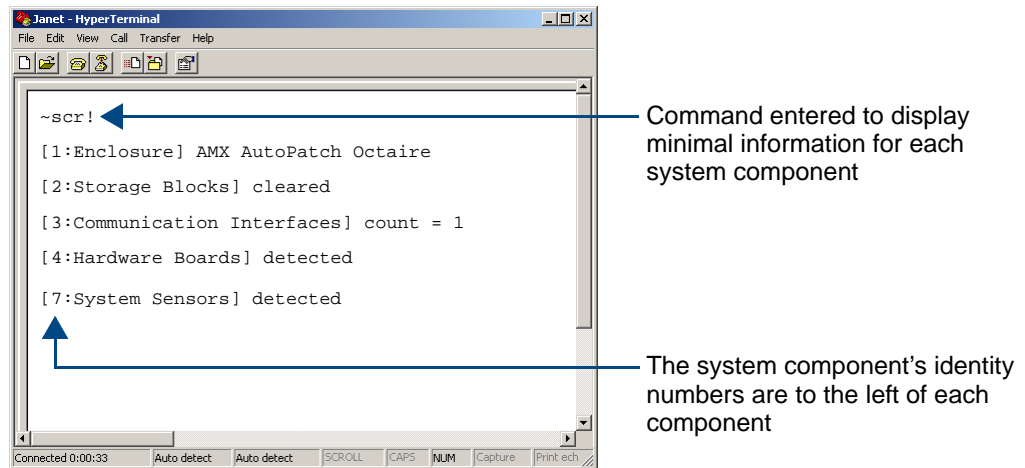 Janet - HyperTerminal
File Edit View Call Transfer Help
~scr!
[1:Enclosure] AMX AutoPatch Octaire
[2:Storage Blocks] cleared
[3:Communication Interfaces] count = 1
[4:Hardware Boards] detected
[7:System Sensors] detected
Connected 0:00:33 Auto detect Auto detect SCROLL CAPS NUM Capture Print ech
Command entered to display
minimal information for each
system component
The system component’s identity
numbers are to the left of each
component